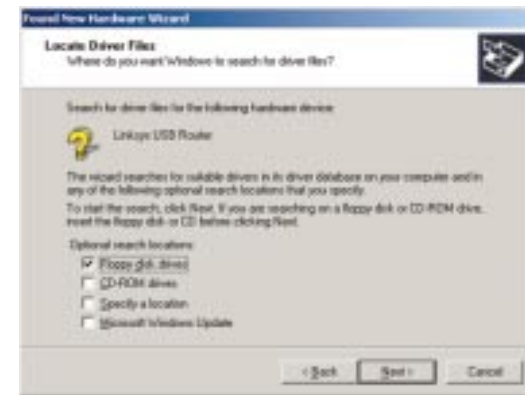 Found New Hardware Wizard
Locate Driver Files
Where do you want Windows to search for driver files?
Search for driver files for the following hardware device:
Linksys USB Router
The wizard searches for suitable drivers in its driver database on your computer and in
any of the following optional search locations that you specify.
To start the search, click Next. If you are searching on a floppy disk or CD-ROM drive,
insert the floppy disk or CD before clicking Next.
Optional search locations:
Floppy disk drives
CD-ROM drives
Specify a location
Microsoft Windows Update
< Back
Next >
Cancel